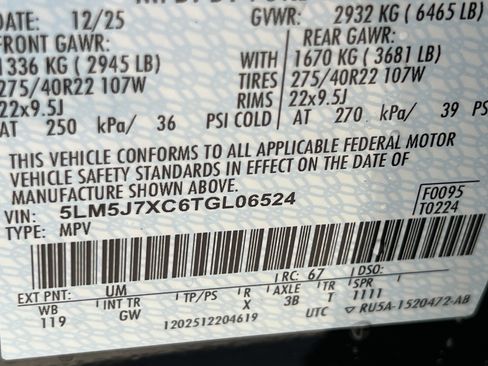 DATE: 12/25 GVWR: 2932 KG ( 6465 LB)
FRONT GAWR: REAR GAWR:
1336 KG ( 2945 LB) WITH 1670 KG ( 3681 LB)
275/40R22 107W TIRES 275/40R22 107W
22x9.5J RIMS 22x9.5J
AT 250 kPa/ 36 PSI COLD AT 270 kPa/ 39 PS
THIS VEHICLE CONFORMS TO ALL APPLICABLE FEDERAL MOTOR
VEHICLE SAFETY STANDARDS IN EFFECT ON THE DATE OF
MANUFACTURE SHOWN ABOVE.
VIN: 5LM5J7XC6TGL06524 F0095
TYPE: MPV T0224
EXT PNT: UM RC: 67 DSO:
WB INT TR TP/PS R AXLE TR SPR
119 GW X 3B T 1111
1202512204619 UTC ▽ RU5A-1520472-AB